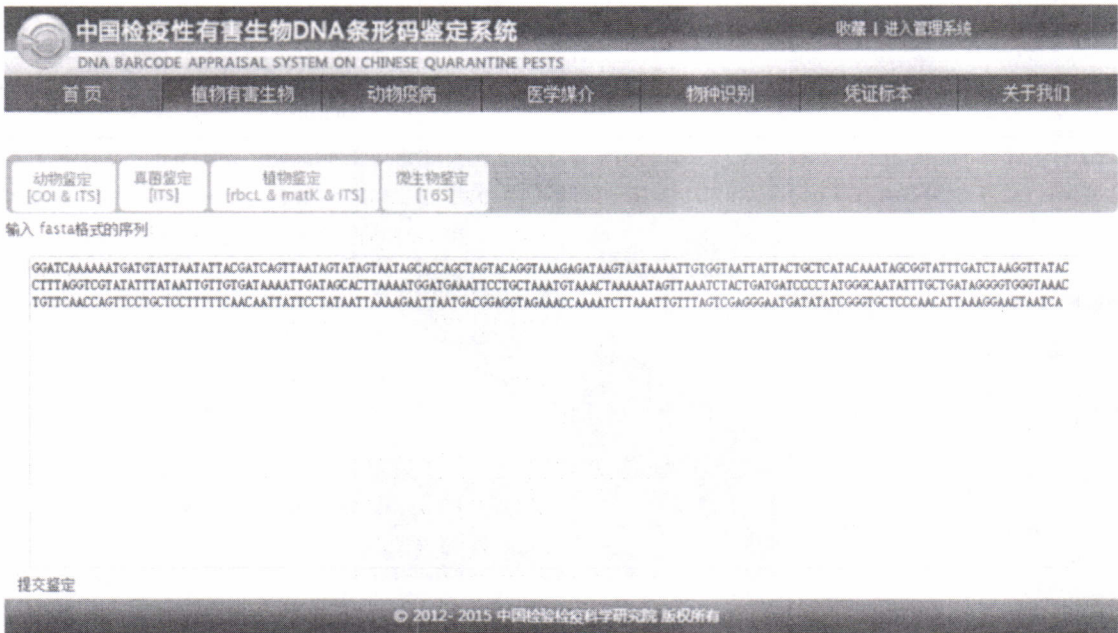 中国检疫性有害生物DNA条形码鉴定系统
收藏 | 进入管理系统
DNA BARCODE APPRAISAL SYSTEM ON CHINESE QUARANTINE PESTS
首页 植物有害生物 动物疫病 医学媒介 物种识别 凭证标本 关于我们
动物鉴定 真菌鉴定 植物鉴定 微生物鉴定
[COI & ITS] [ITS] [rbcL & matK & ITS] [16S]
输入 fasta格式的序列
GGATCAAAAAATGATGTATTAATATTACGATCAGTTAATAGTATAGTAATAGCACCAGCTAGTACAGGTAAAGAGATAAGTAATAAAATTGTGGTAATTATTACTGCTCATACAAATAGCGGTATTTGATCTAAGGTTATAC
CTTTAGGTCGTATATTTATAATTGTTGTGATAAAATTGATAGCACTTAAAATGGATGAAATTCCTGCTAAATGTAAACTAAAAATAGTTAAATCTACTGATGATCCCCTATGGGCAATATTTGCTGATAGGGGTGGGTAAAC
TGTTCAACCAGTTCCTGCTCCTTTTTCAACAATTATTCCTATAATTAAAAGAATTAATGACGGAGGTAGAAACCAAAATCTTAAATTGTTTAGTCGAGGGAATGATATATCGGGTGCTCCCAACATTAAAGGAACTAATCA
提交鉴定
© 2012- 2015 中国检验检疫科学研究院 版权所有